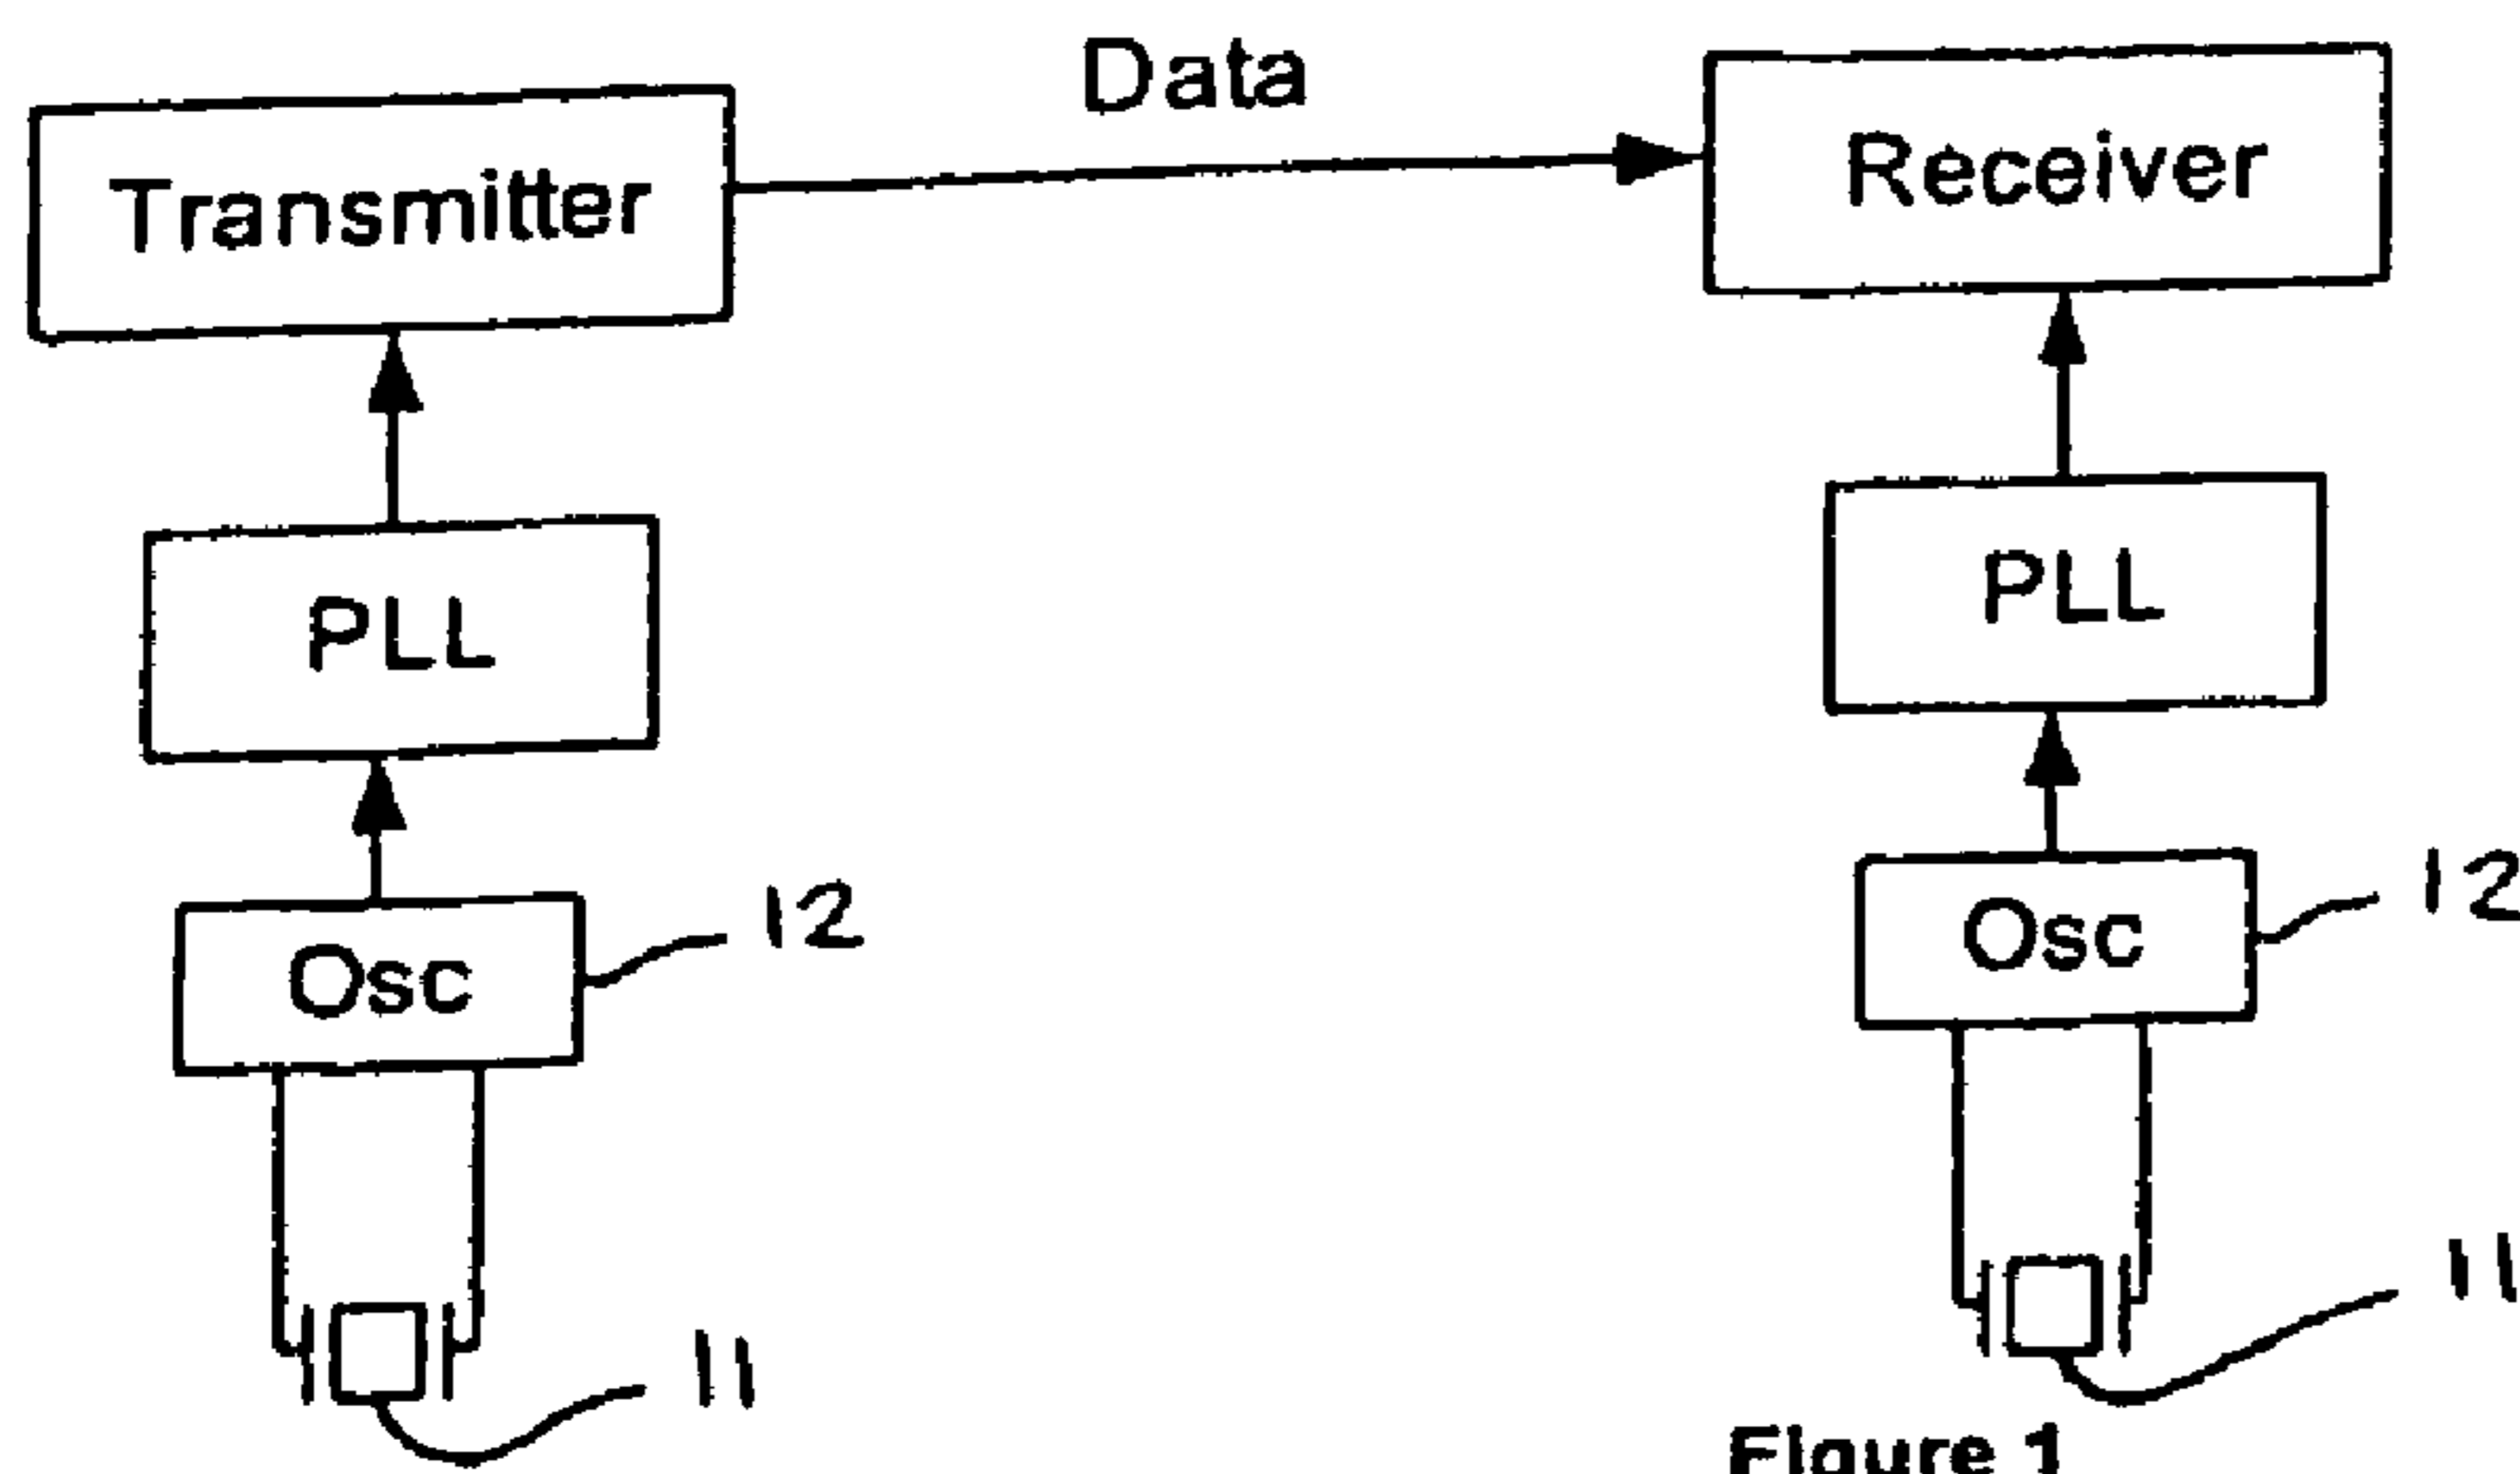 Data
Transmitter
Receiver
PLL
PLL
Osc
12
Osc
12
11
11
Figure 1